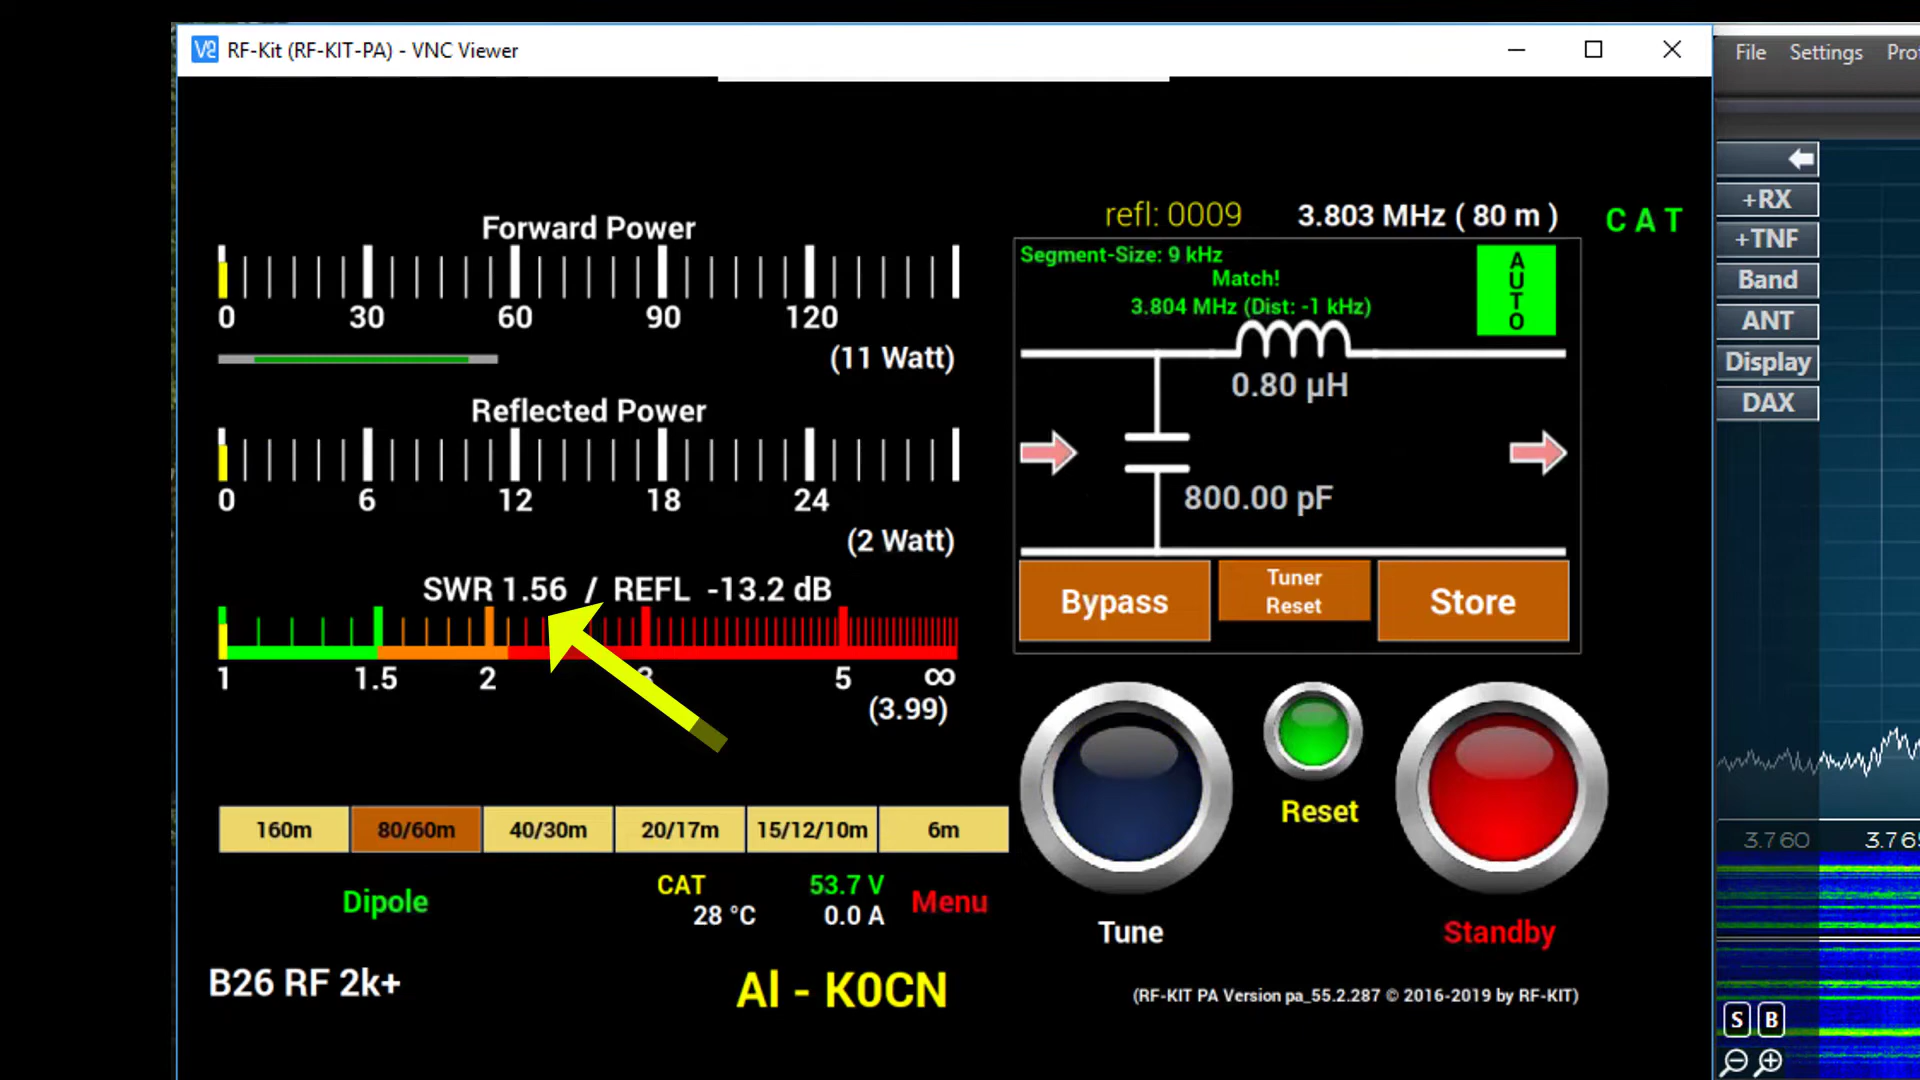 RF-Kit (RF-KIT-PA) - VNC Viewer
File Settings
refl: 0009 3.803 MHz ( 80 m ) CAT
Forward Power
0 30 60 90 120
(11 Watt)
Reflected Power
0 6 12 18 24
(2 Watt)
SWR 1.56 / REFL -13.2 dB
1 1.5 2 5 ∞
(3.99)
Segment-Size: 9 kHz
Match!
3.804 MHz (Dist: -1 kHz)
AUTO
0.80 µH
800.00 pF
Bypass
Tuner
Reset
Store
160m 80/60m 40/30m 20/17m 15/12/10m 6m
Dipole
CAT
28 °C
53.7 V
0.0 A
Menu
Tune
Reset
Standby
B26 RF 2k+
Al - K0CN
(RF-KIT PA Version pa_55.2.287 © 2016-2019 by RF-KIT)
+RX
+TNF
Band
ANT
Display
DAX
3.760
S B